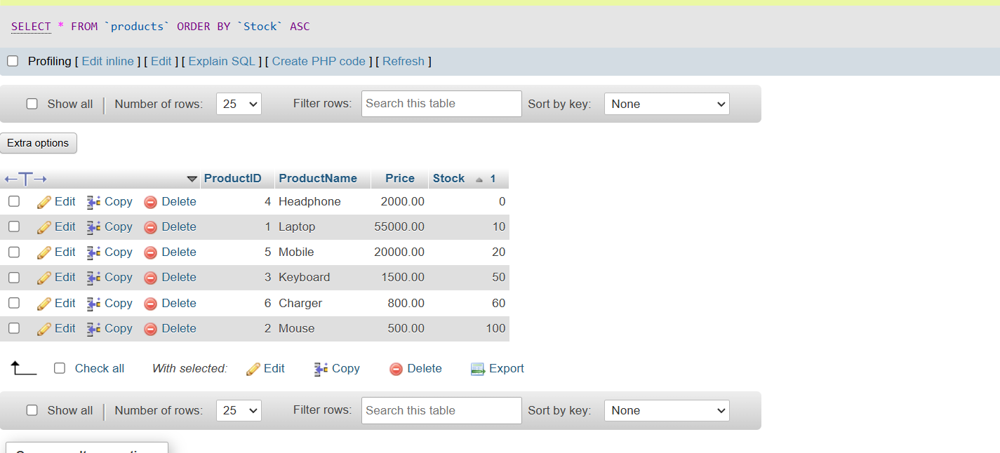 SELECT * FROM `products` ORDER BY `Stock` ASC
Profiling [ Edit inline ] [ Edit ] [ Explain SQL ] [ Create PHP code ] [ Refresh ]
Show all | Number of rows: 25 Filter rows: Search this table Sort by key: None
Extra options
←T→ ProductID ProductName Price Stock 1
Edit Copy Delete 4 Headphone 2000.00 0
Edit Copy Delete 1 Laptop 55000.00 10
Edit Copy Delete 5 Mobile 20000.00 20
Edit Copy Delete 3 Keyboard 1500.00 50
Edit Copy Delete 6 Charger 800.00 60
Edit Copy Delete 2 Mouse 500.00 100
Check all With selected: Edit Copy Delete Export
Show all | Number of rows: 25 Filter rows: Search this table Sort by key: None